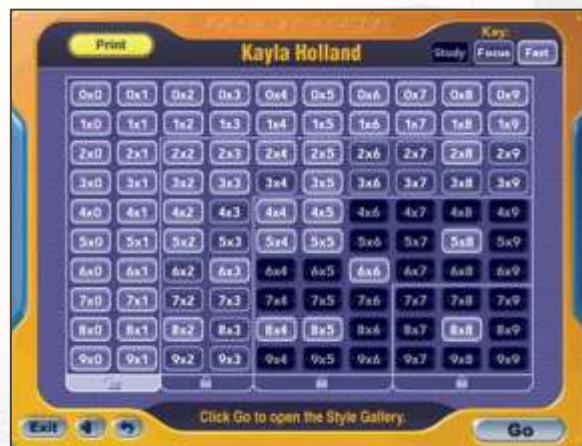 Key:
Print Kayla Holland Study Focus Fast
0x0 0x1 0x2 0x3 0x4 0x5 0x6 0x7 0x8 0x9
1x0 1x1 1x2 1x3 1x4 1x5 1x6 1x7 1x8 1x9
2x0 2x1 2x2 2x3 2x4 2x5 2x6 2x7 2x8 2x9
3x0 3x1 3x2 3x3 3x4 3x5 3x6 3x7 3x8 3x9
4x0 4x1 4x2 4x3 4x4 4x5 4x6 4x7 4x8 4x9
5x0 5x1 5x2 5x3 5x4 5x5 5x6 5x7 5x8 5x9
6x0 6x1 6x2 6x3 6x4 6x5 6x6 6x7 6x8 6x9
7x0 7x1 7x2 7x3 7x4 7x5 7x6 7x7 7x8 7x9
8x0 8x1 8x2 8x3 8x4 8x5 8x6 8x7 8x8 8x9
9x0 9x1 9x2 9x3 9x4 9x5 9x6 9x7 9x8 9x9
Click Go to open the Style Gallery.
Exit Go